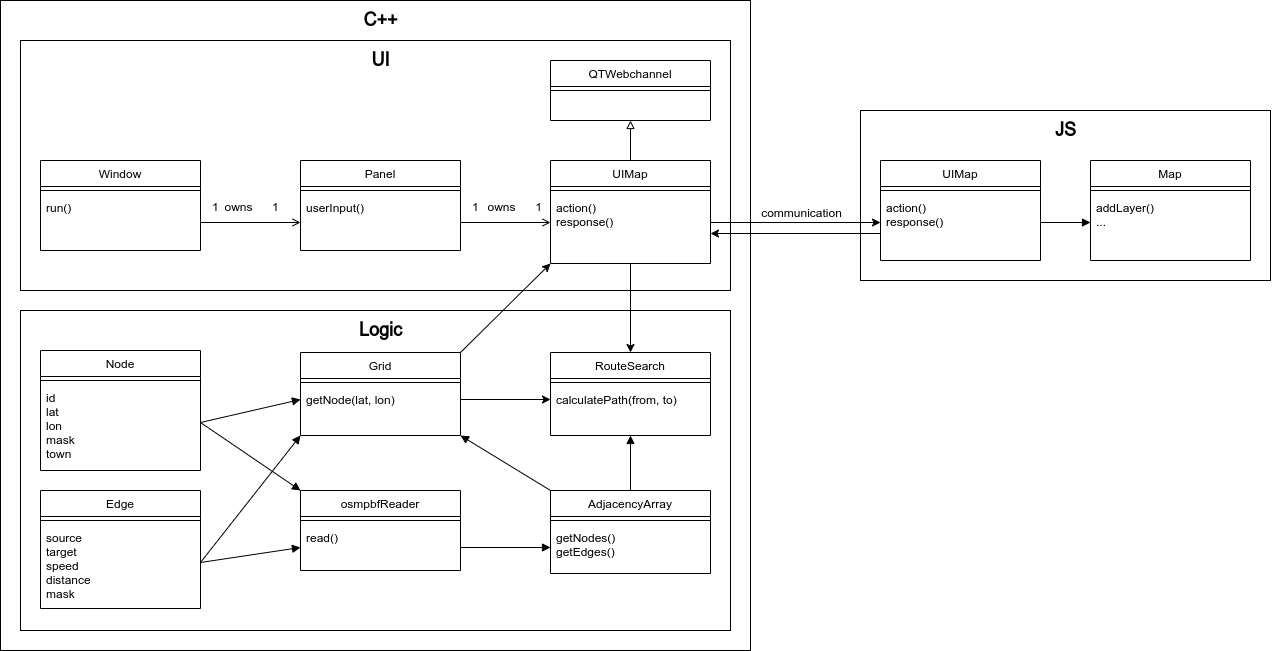 C++
UI
QTWebchannel
JS
Window
run()
1 owns 1
Panel
userInput()
1 owns 1
UIMap
action()
response()
communication
UIMap
action()
response()
Map
addLayer()
...
Logic
Node
id
lat
lon
mask
town
Grid
getNode(lat, lon)
RouteSearch
calculatePath(from, to)
Edge
source
target
speed
distance
mask
osmpbfReader
read()
AdjacencyArray
getNodes()
getEdges()